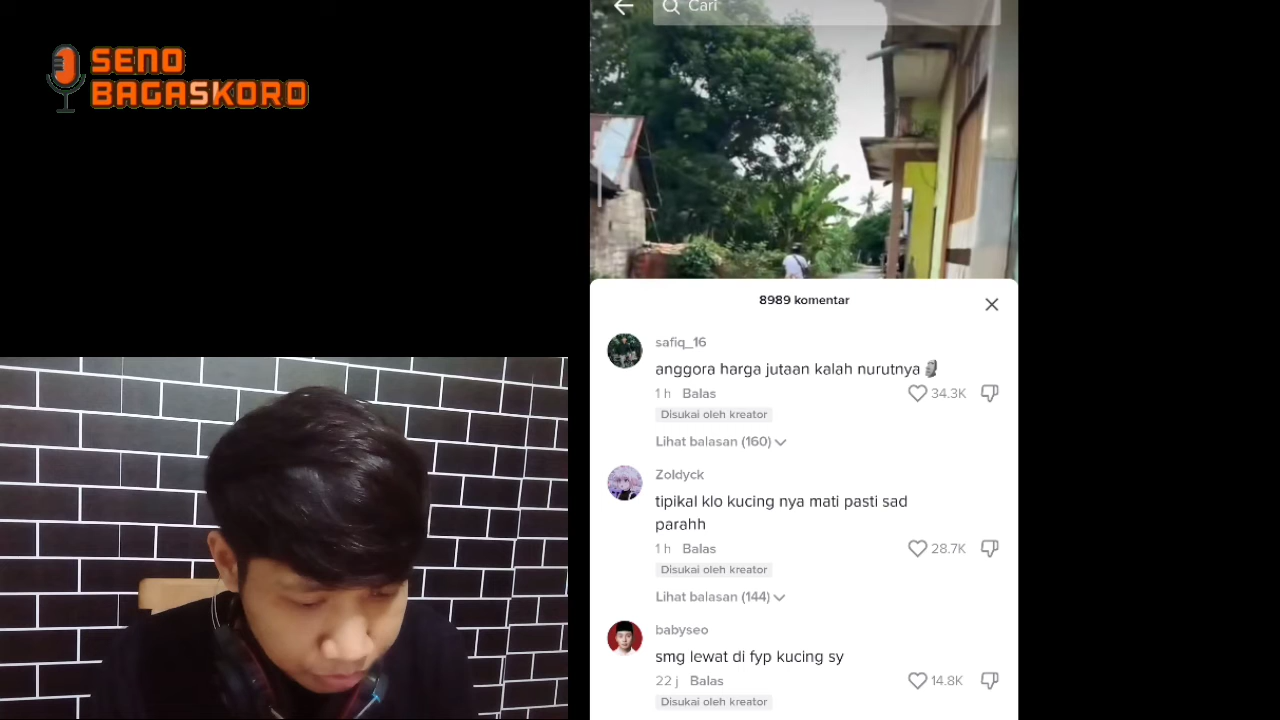 SENO
BAGASKORO
Cari
8989 komentar
safiq_16
anggora harga jutaan kalah nurutnya🗿
1 h Balas
34.3K
Disukai oleh kreator
Lihat balasan (160)
Zoldyck
tipikal klo kucing nya mati pasti sad
parahh
1 h Balas
28.7K
Disukai oleh kreator
Lihat balasan (144)
babyseo
smg lewat di fyp kucing sy
22 j Balas
14.8K
Disukai oleh kreator